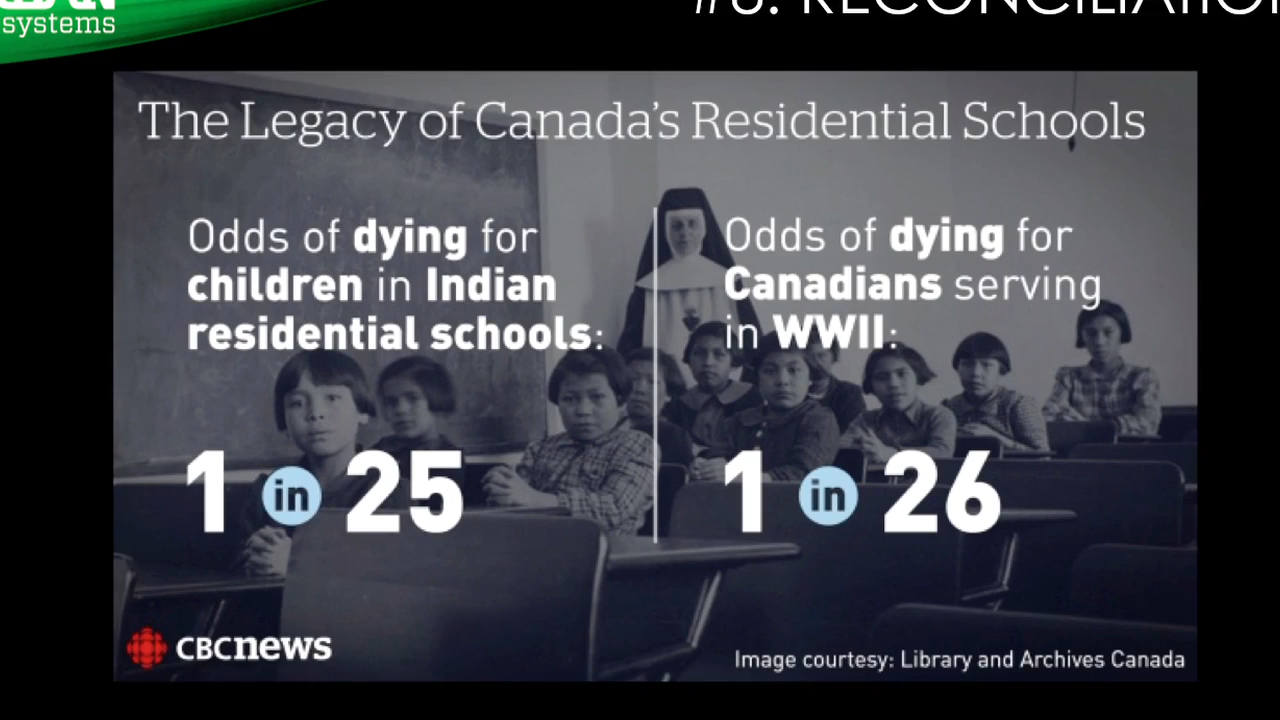 systems
The Legacy of Canada's Residential Schools
Odds of dying for
children in Indian
residential schools:
1 in 25
Odds of dying for
Canadians serving
in WWII:
1 in 26
CBCnews
Image courtesy: Library and Archives Canada